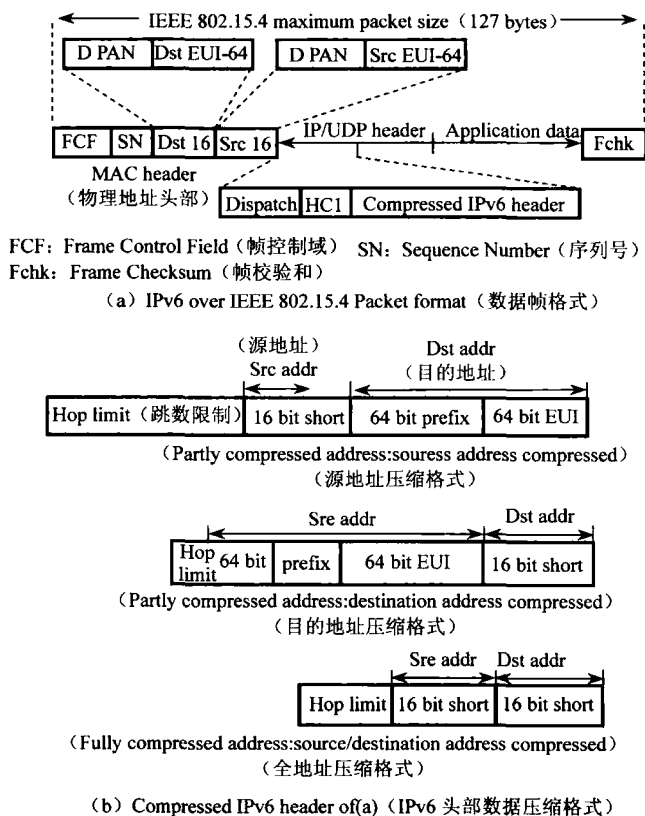 IEEE 802.15.4 maximum packet size（127 bytes）
D PAN Dst EUI-64 D PAN Src EUI-64
IP/UDP header Application data
FCF SN Dst 16 Src 16 Fchk
MAC header
（物理地址头部）
Dispatch HC1 Compressed IPv6 header
FCF：Frame Control Field（帧控制域） SN：Sequence Number（序列号）
Fchk：Frame Checksum（帧校验和）
（a）IPv6 over IEEE 802.15.4 Packet format（数据帧格式）
（源地址） Dst addr
Src addr （目的地址）
Hop limit（跳数限制） 16 bit short 64 bit prefix 64 bit EUI
（Partly compressed address:souress address compressed）
（源地址压缩格式）
Sre addr Dst addr
Hop limit 64 bit prefix 64 bit EUI 16 bit short
（Partly compressed address:destination address compressed）
（目的地址压缩格式）
Sre addr Dst addr
Hop limit 16 bit short 16 bit short
（Fully compressed address:source/destination address compressed）
（全地址压缩格式）
（b）Compressed IPv6 header of(a)（IPv6 头部数据压缩格式）